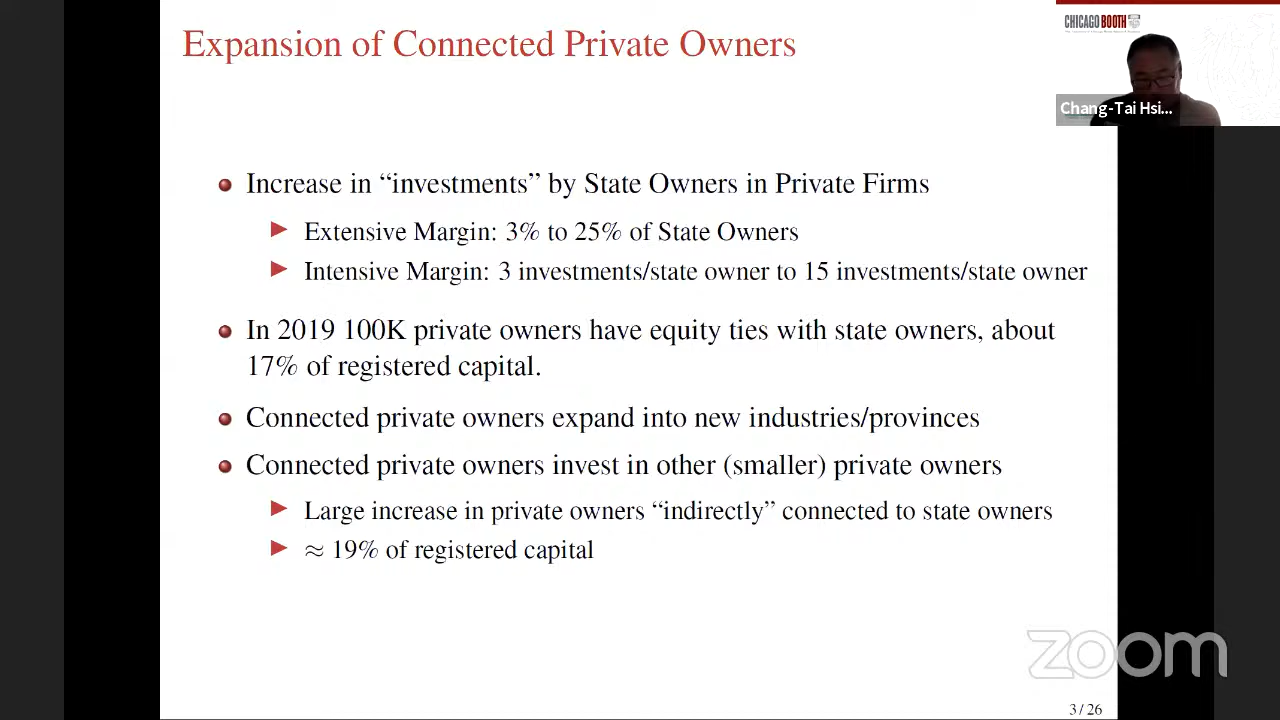 Expansion of Connected Private Owners
CHICAGO BOOTH
Chang-Tai Hsi...
Increase in “investments” by State Owners in Private Firms
Extensive Margin: 3% to 25% of State Owners
Intensive Margin: 3 investments/state owner to 15 investments/state owner
In 2019 100K private owners have equity ties with state owners, about
17% of registered capital.
Connected private owners expand into new industries/provinces
Connected private owners invest in other (smaller) private owners
Large increase in private owners “indirectly” connected to state owners
≈ 19% of registered capital
zoom
3 / 26